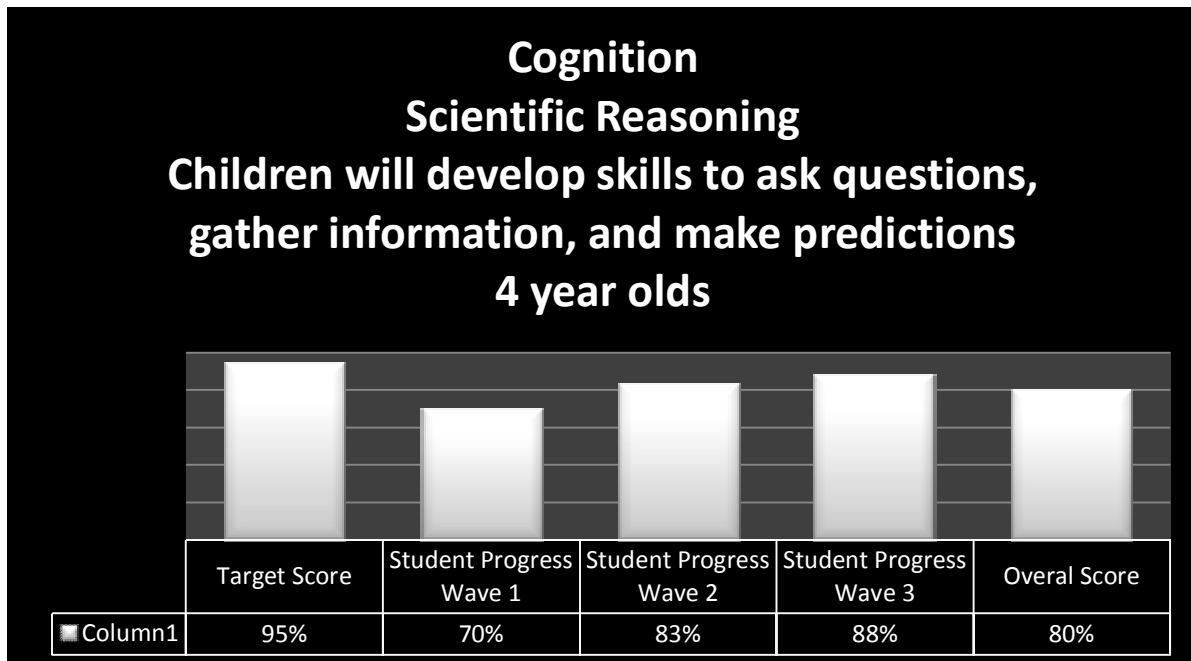 Cognition
Scientific Reasoning
Children will develop skills to ask questions,
gather information, and make predictions
4 year olds
Target Score
Student Progress
Wave 1
Student Progress
Wave 2
Student Progress
Wave 3
Overal Score
Column1 95% 70% 83% 88% 80%